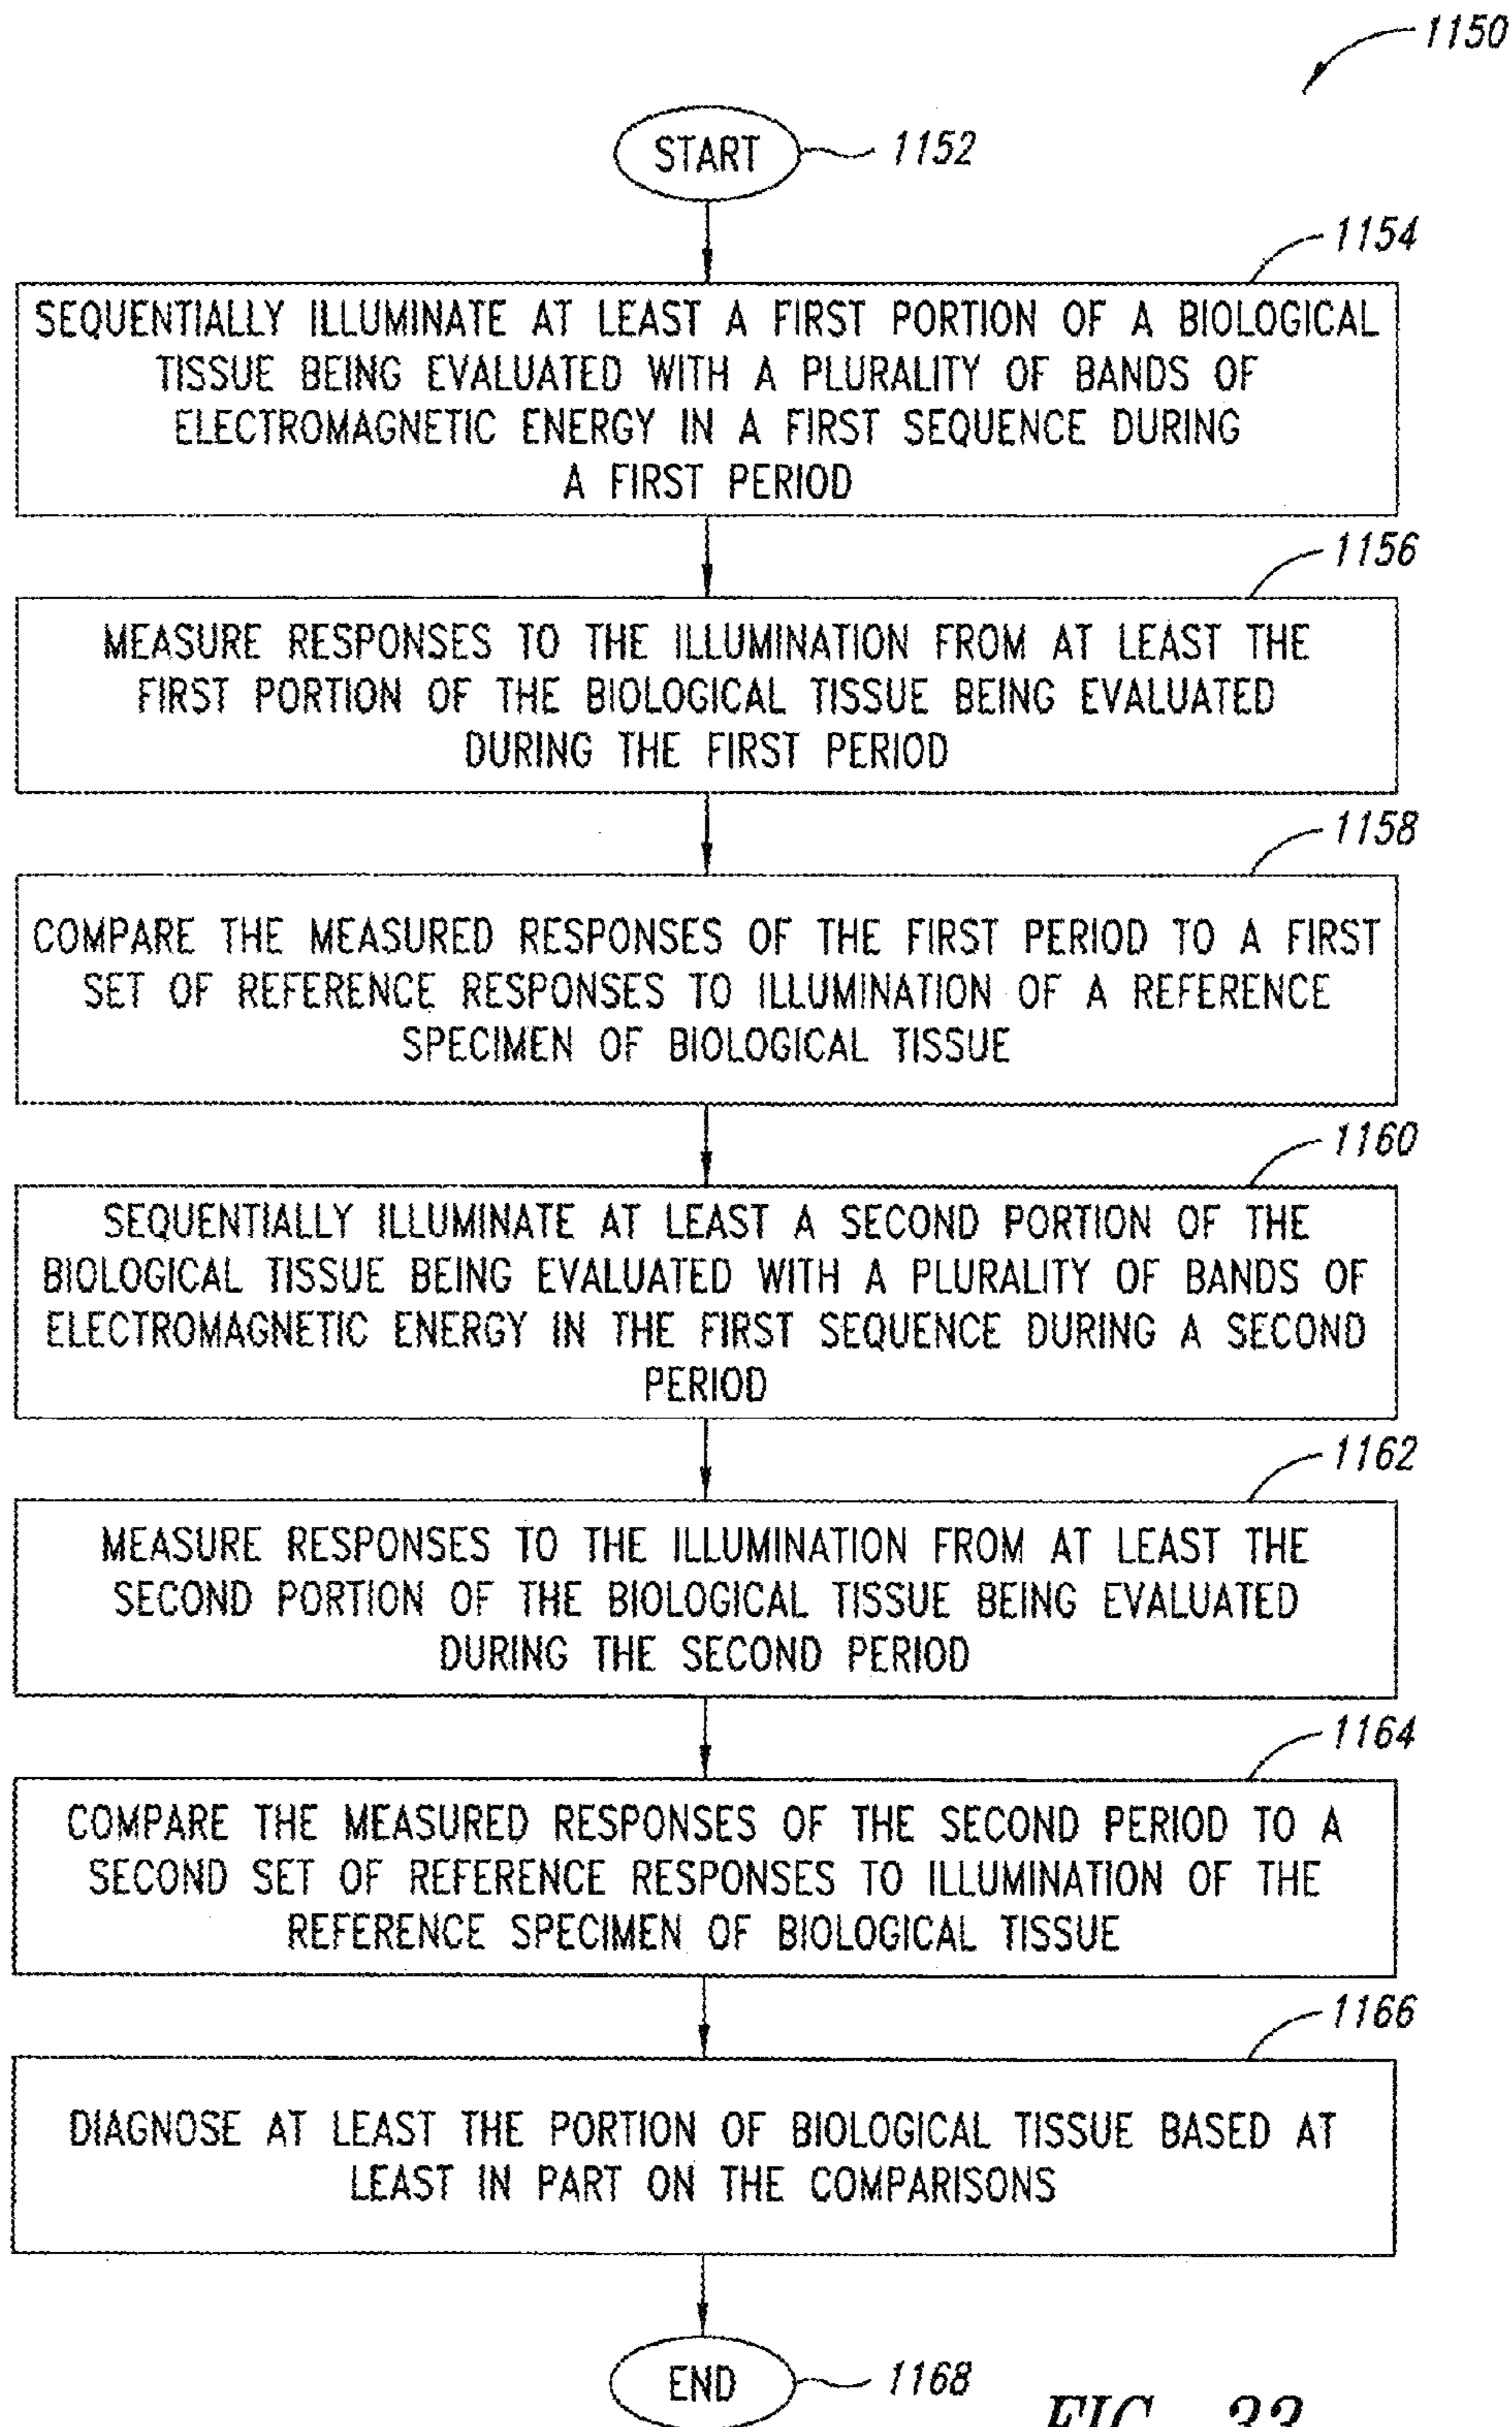 1150
START
1152
1154
SEQUENTIALLY ILLUMINATE AT LEAST A FIRST PORTION OF A BIOLOGICAL
TISSUE BEING EVALUATED WITH A PLURALITY OF BANDS OF
ELECTROMAGNETIC ENERGY IN A FIRST SEQUENCE DURING
A FIRST PERIOD
1156
MEASURE RESPONSES TO THE ILLUMINATION FROM AT LEAST THE
FIRST PORTION OF THE BIOLOGICAL TISSUE BEING EVALUATED
DURING THE FIRST PERIOD
1158
COMPARE THE MEASURED RESPONSES OF THE FIRST PERIOD TO A FIRST
SET OF REFERENCE RESPONSES TO ILLUMINATION OF A REFERENCE
SPECIMEN OF BIOLOGICAL TISSUE
1160
SEQUENTIALLY ILLUMINATE AT LEAST A SECOND PORTION OF THE
BIOLOGICAL TISSUE BEING EVALUATED WITH A PLURALITY OF BANDS OF
ELECTROMAGNETIC ENERGY IN THE FIRST SEQUENCE DURING A SECOND
PERIOD
1162
MEASURE RESPONSES TO THE ILLUMINATION FROM AT LEAST THE
SECOND PORTION OF THE BIOLOGICAL TISSUE BEING EVALUATED
DURING THE SECOND PERIOD
1164
COMPARE THE MEASURED RESPONSES OF THE SECOND PERIOD TO A
SECOND SET OF REFERENCE RESPONSES TO ILLUMINATION OF THE
REFERENCE SPECIMEN OF BIOLOGICAL TISSUE
1166
DIAGNOSE AT LEAST THE PORTION OF BIOLOGICAL TISSUE BASED AT
LEAST IN PART ON THE COMPARISONS
END
1168
FIG. 33